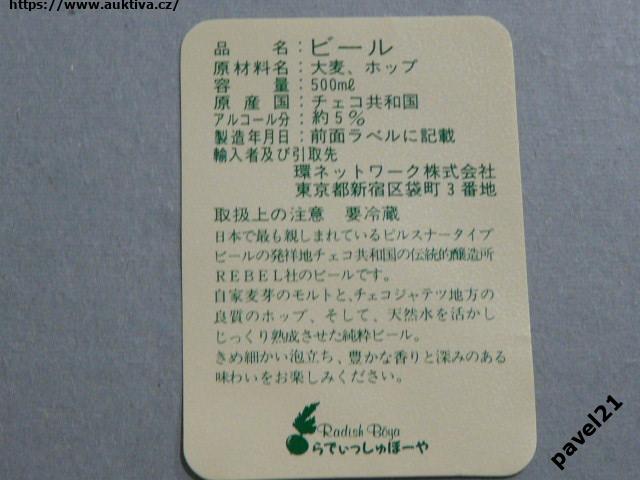 https://www.auktiva.cz/
品　　名：ビール
原材料名：大麦、ホップ
容　　量：500mℓ
原 産 国：チェコ共和国
アルコール分：約５％
製造年月日：前面ラベルに記載
輸入者及び引取先
環ネットワーク株式会社
東京都新宿区袋町３番地
取扱上の注意　要冷蔵
日本で最も親しまれているピルスナータイプ
ビールの発祥地チェコ共和国の伝統的醸造所
ＲＥＢＥＬ社のビールです。
自家麦芽のモルトと、チェコジャテツ地方の
良質のホップ、そして、天然水を活かし
じっくり熟成させた純粋ビール。
きめ細かい泡立ち、豊かな香りと深みのある
味わいをお楽しみください。
Radish Bōya
らでぃっしゅぼーや
pavel21